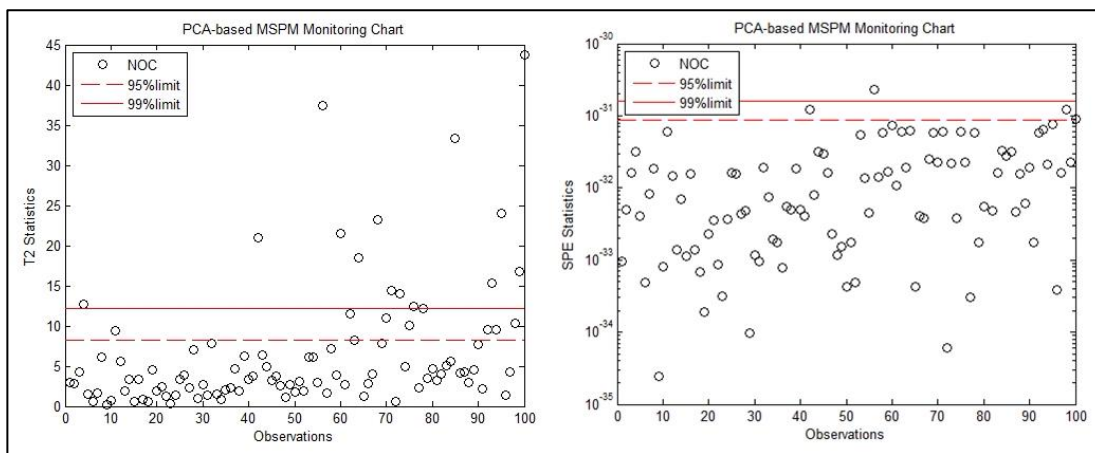 PCA-based MSPM Monitoring Chart
45
40
35
30
25
20
15
10
5
0
T2 Statistics
NOC
95%limit
99%limit
0 10 20 30 40 50 60 70 80 90 100
Observations
PCA-based MSPM Monitoring Chart
10^-30
10^-31
10^-32
10^-33
10^-34
10^-35
SPE Statistics
NOC
95%limit
99%limit
0 10 20 30 40 50 60 70 80 90 100
Observations